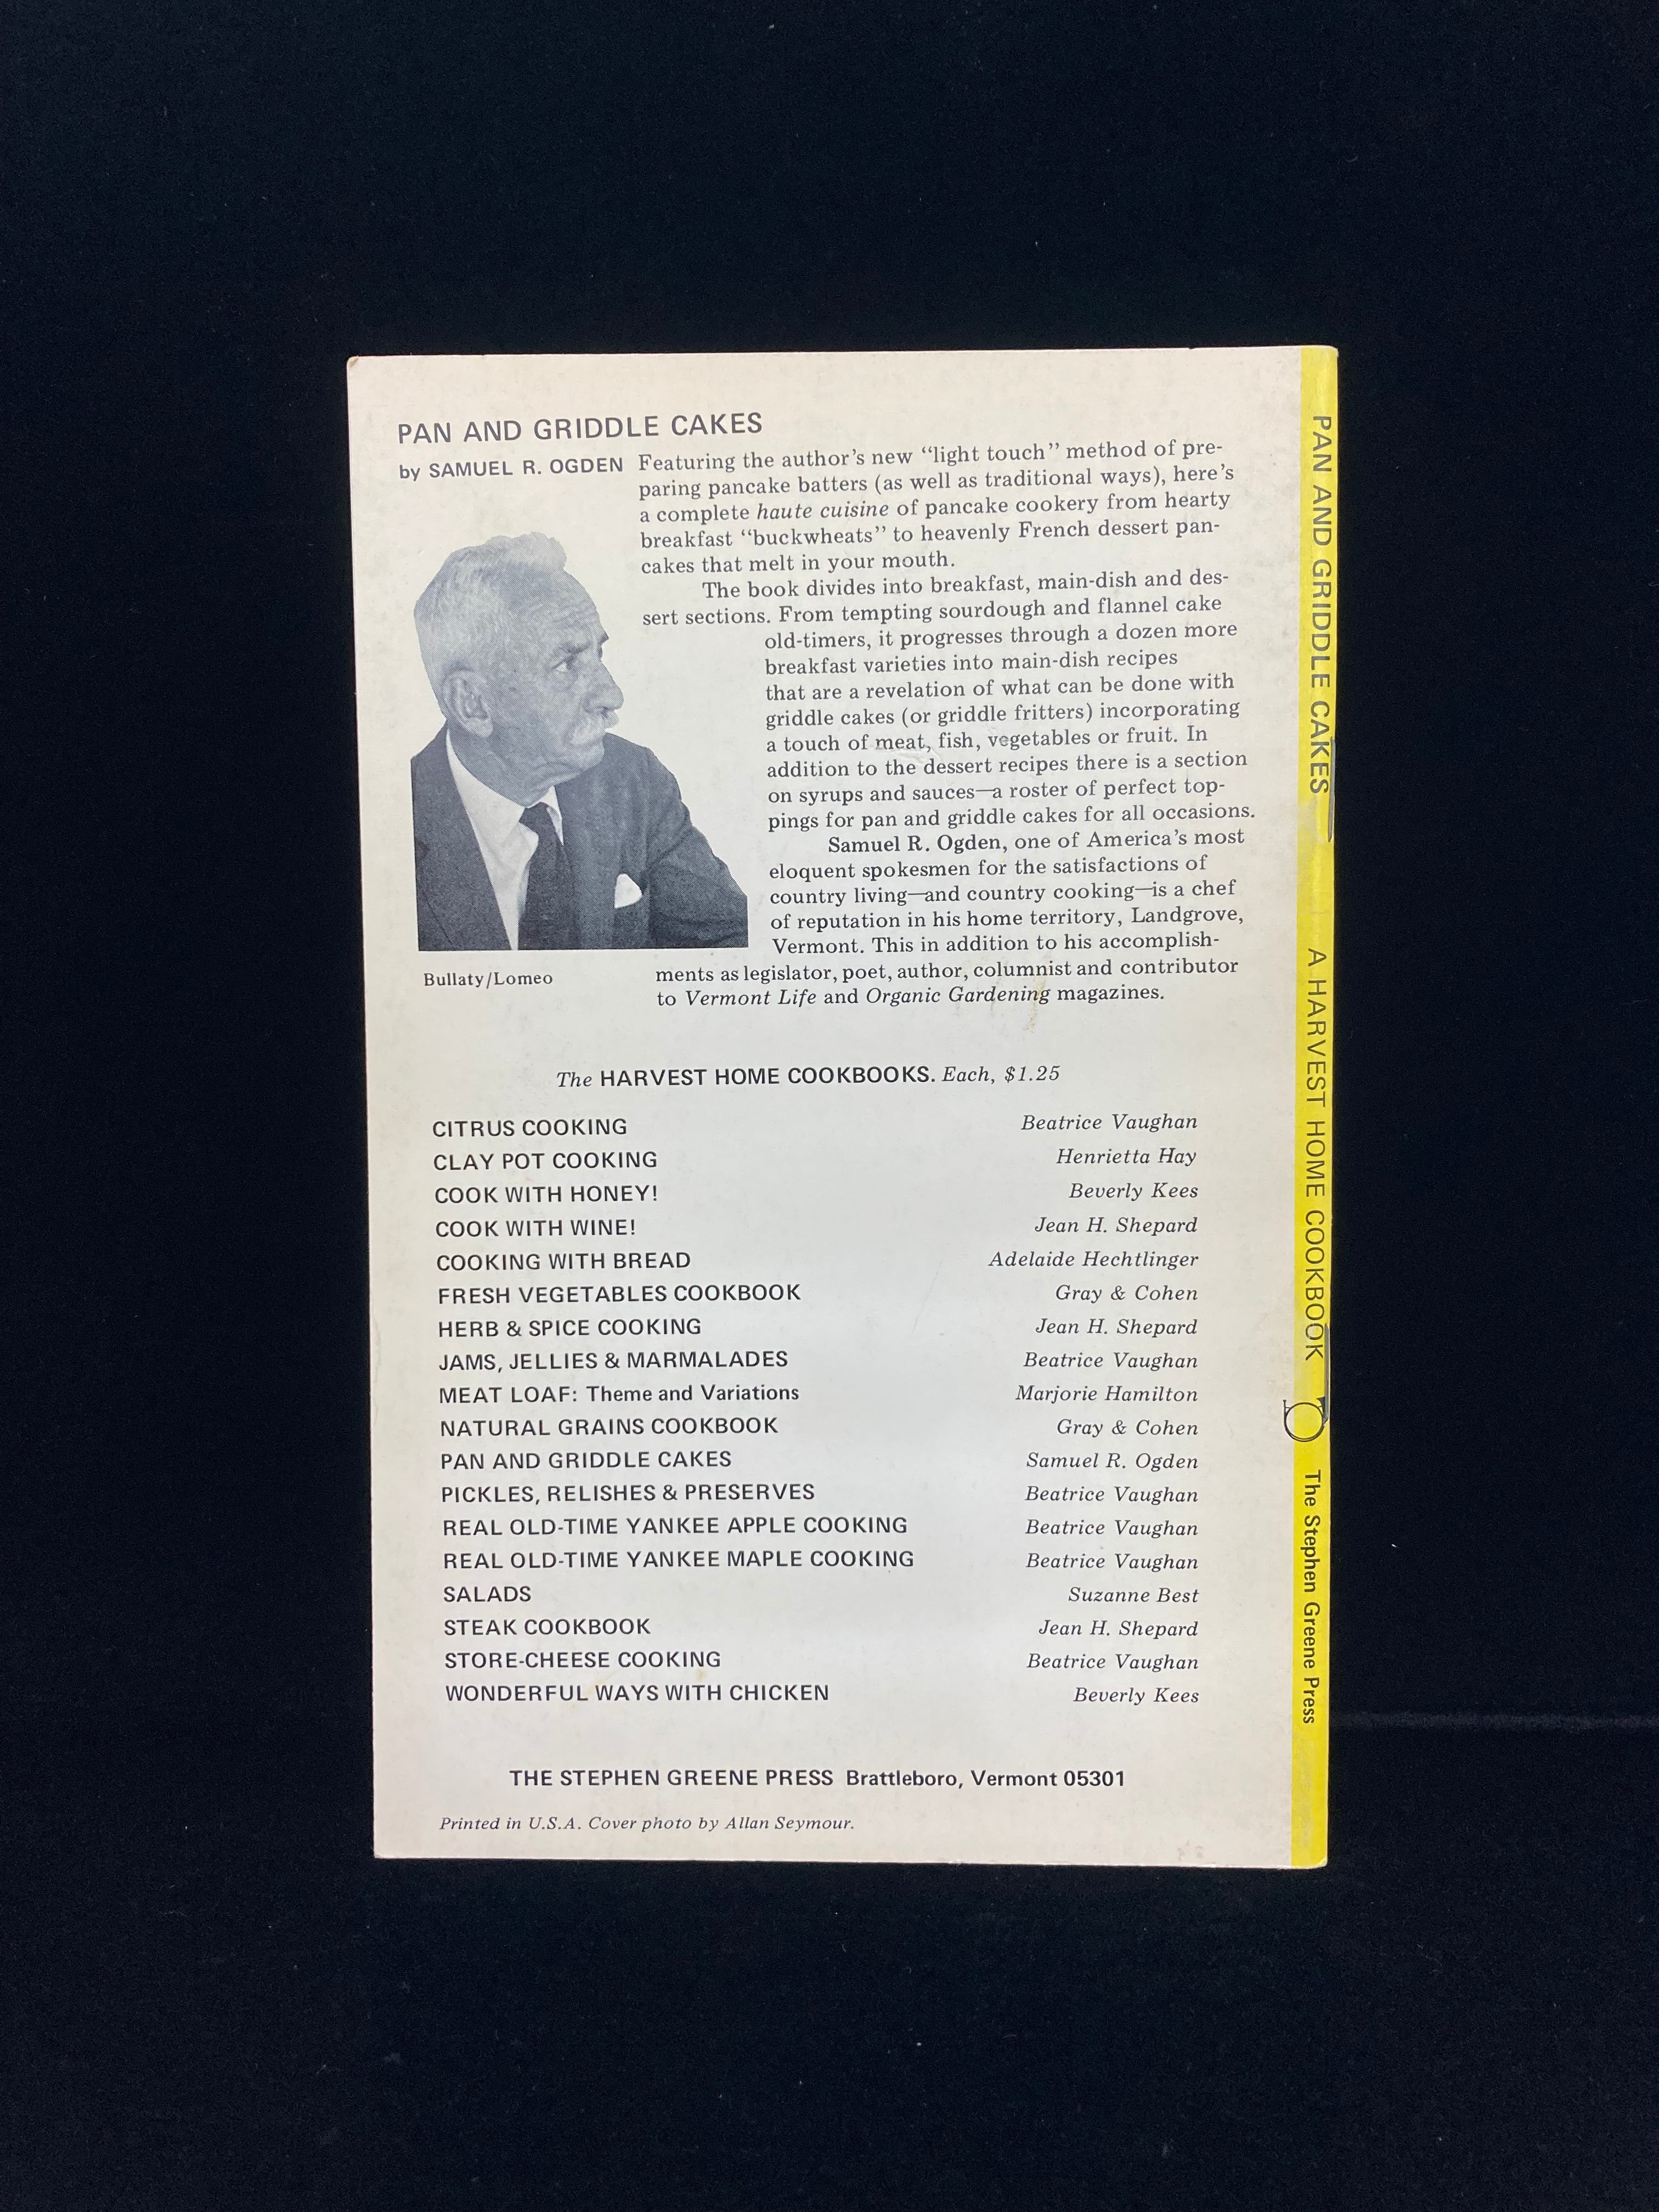 PAN AND GRIDDLE CAKES
by SAMUEL R. OGDEN
Featuring the author's new “light touch” method of pre-
paring pancake batters (as well as traditional ways), here's
a complete haute cuisine of pancake cookery from hearty
breakfast “buckwheats” to heavenly French dessert pan-
cakes that melt in your mouth.
The book divides into breakfast, main-dish and des-
sert sections. From tempting sourdough and flannel cake
old-timers, it progresses through a dozen more
breakfast varieties into main-dish recipes
that are a revelation of what can be done with
griddle cakes (or griddle fritters) incorporating
a touch of meat, fish, vegetables or fruit. In
addition to the dessert recipes there is a section
on syrups and sauces—a roster of perfect top-
pings for pan and griddle cakes for all occasions.
Samuel R. Ogden, one of America's most
eloquent spokesmen for the satisfactions of
country living—and country cooking—is a chef
of reputation in his home territory, Landgrove,
Vermont. This in addition to his accomplish-
ments as legislator, poet, author, columnist and contributor
to Vermont Life and Organic Gardening magazines.
Bullaty/Lomeo
The HARVEST HOME COOKBOOKS. Each, $1.25
CITRUS COOKING Beatrice Vaughan
CLAY POT COOKING Henrietta Hay
COOK WITH HONEY! Beverly Kees
COOK WITH WINE! Jean H. Shepard
COOKING WITH BREAD Adelaide Hechtlinger
FRESH VEGETABLES COOKBOOK Gray & Cohen
HERB & SPICE COOKING Jean H. Shepard
JAMS, JELLIES & MARMALADES Beatrice Vaughan
MEAT LOAF: Theme and Variations Marjorie Hamilton
NATURAL GRAINS COOKBOOK Gray & Cohen
PAN AND GRIDDLE CAKES Samuel R. Ogden
PICKLES, RELISHES & PRESERVES Beatrice Vaughan
REAL OLD-TIME YANKEE APPLE COOKING Beatrice Vaughan
REAL OLD-TIME YANKEE MAPLE COOKING Beatrice Vaughan
SALADS Suzanne Best
STEAK COOKBOOK Jean H. Shepard
STORE-CHEESE COOKING Beatrice Vaughan
WONDERFUL WAYS WITH CHICKEN Beverly Kees
THE STEPHEN GREENE PRESS Brattleboro, Vermont 05301
Printed in U.S.A. Cover photo by Allan Seymour.
PAN AND GRIDDLE CAKES A HARVEST HOME COOKBOOK The Stephen Greene Press